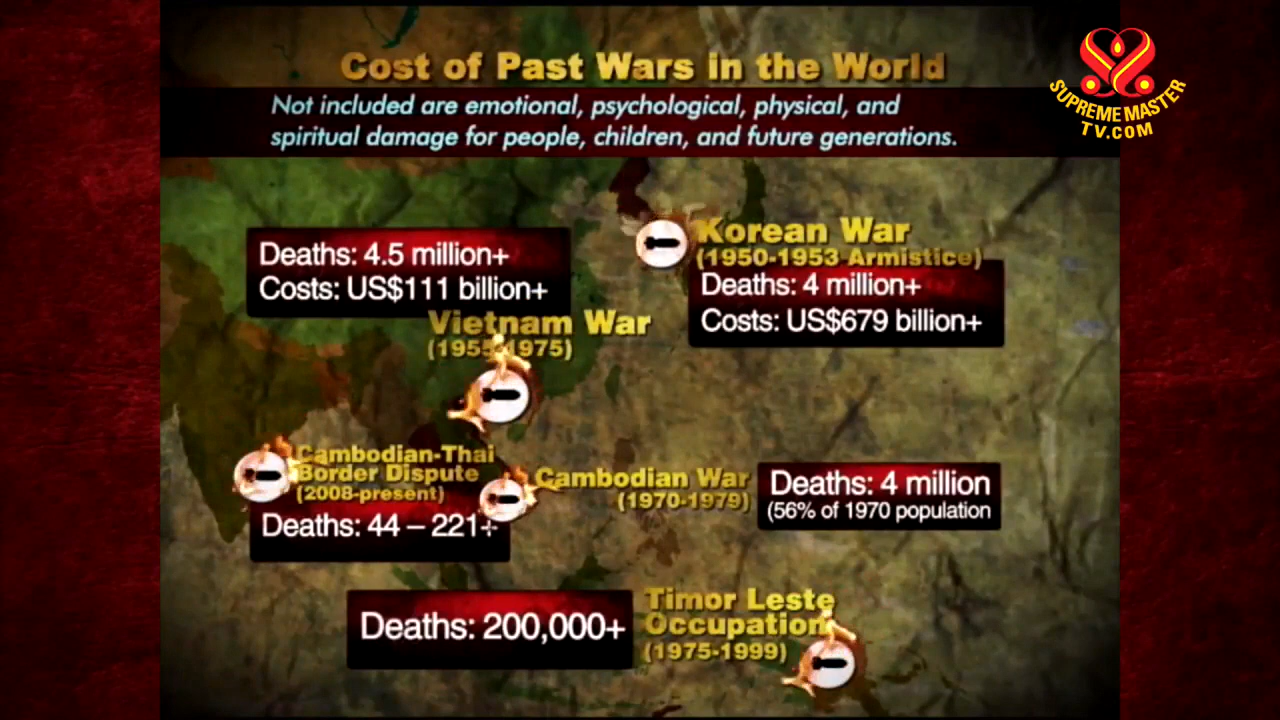 Cost of Past Wars in the World
Not included are emotional, psychological, physical, and
spiritual damage for people, children, and future generations.
SUPREME MASTER
TV.COM
Korean War
(1950-1953 Armistice)
Deaths: 4 million+
Costs: US$679 billion+
Deaths: 4.5 million+
Costs: US$111 billion+
Vietnam War
(1955-1975)
Cambodian-Thai
Border Dispute
(2008-present)
Deaths: 44 – 221+
Cambodian War
(1970-1979)
Deaths: 4 million
(56% of 1970 population
Timor Leste
Occupation
(1975-1999)
Deaths: 200,000+